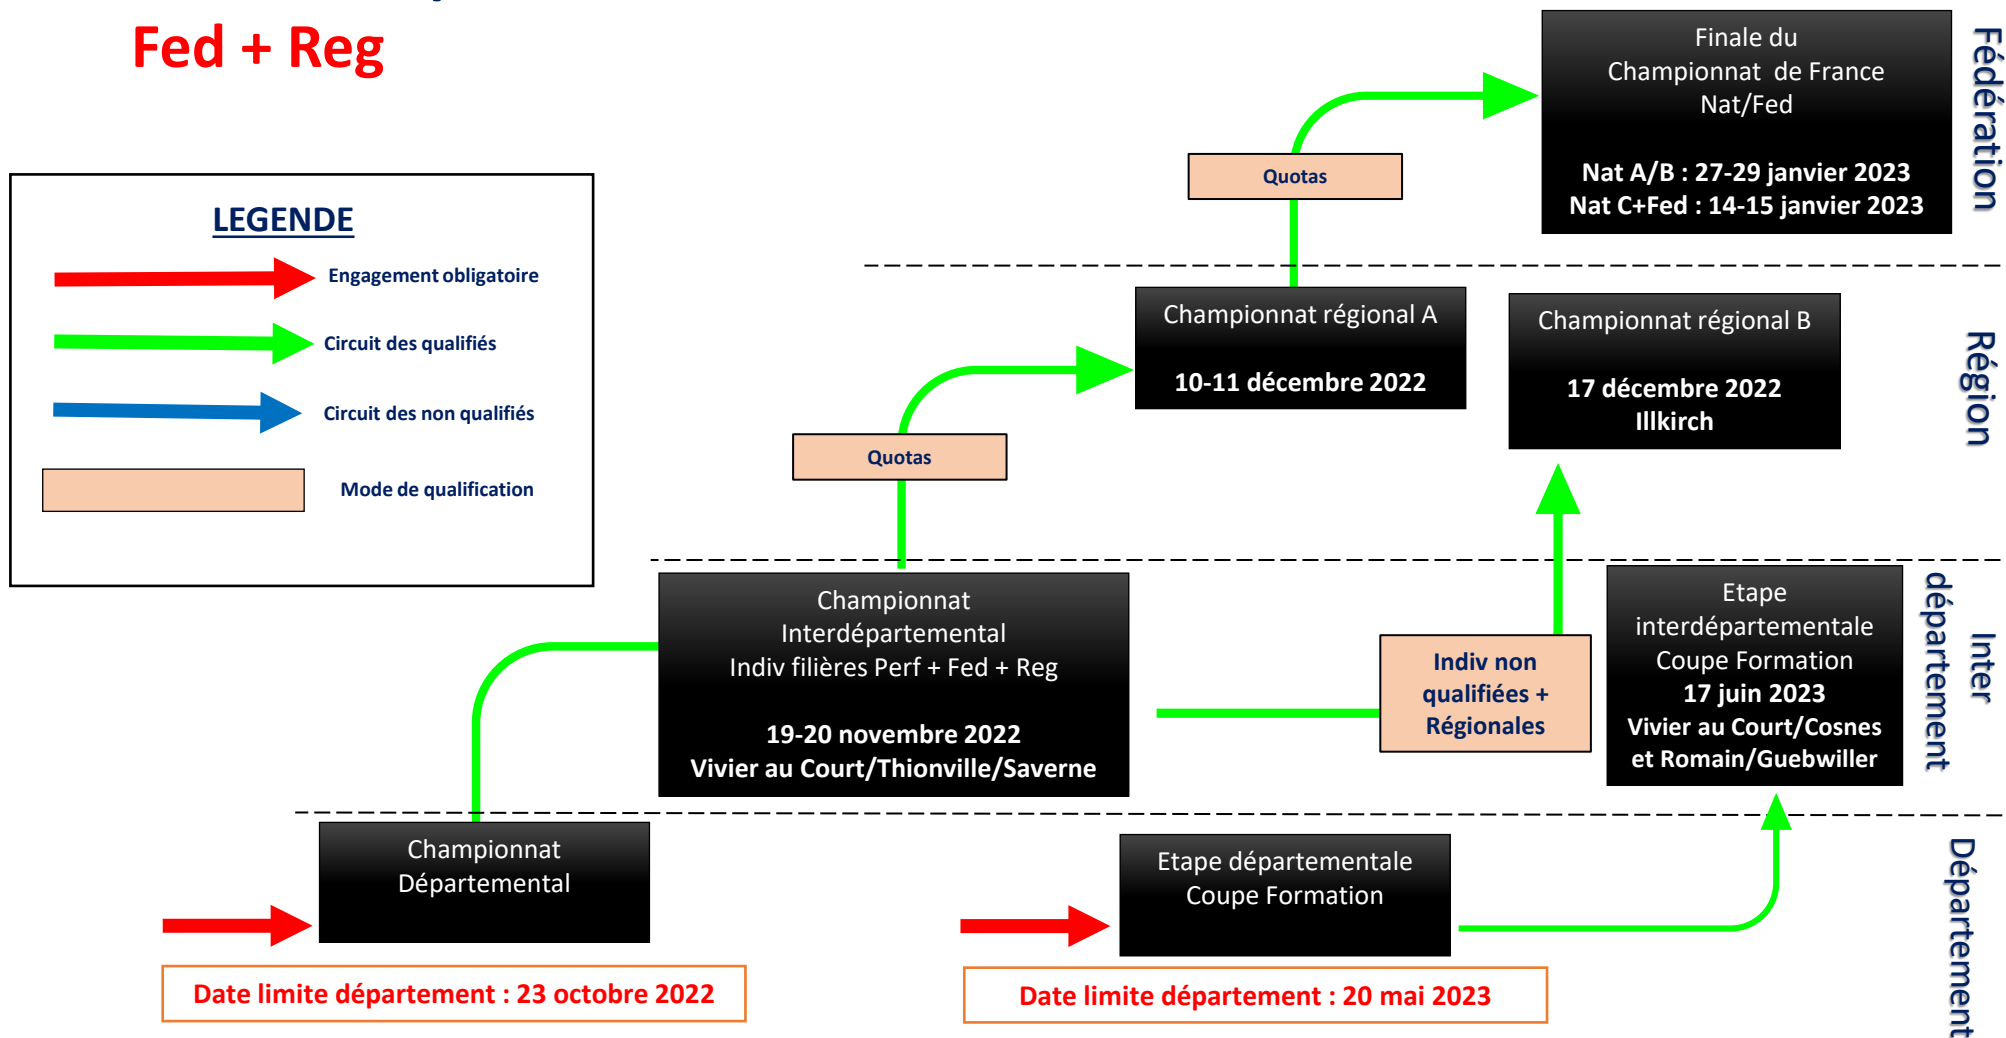 Fed + Reg
LEGENDE
Engagement obligatoire
Circuit des qualifiés
Circuit des non qualifiés
Mode de qualification
Finale du
Championnat de France
Nat/Fed
Nat A/B : 27-29 janvier 2023
Nat C+Fed : 14-15 janvier 2023
Fédération
Quotas
Championnat régional A
10-11 décembre 2022
Championnat régional B
17 décembre 2022
Illkirch
Région
Quotas
Championnat
Interdépartemental
Indiv filières Perf + Fed + Reg
19-20 novembre 2022
Vivier au Court/Thionville/Saverne
Indiv non
qualifiées +
Régionales
Etape
interdépartementale
Coupe Formation
17 juin 2023
Vivier au Court/Cosnes
et Romain/Guebwiller
Inter
département
Championnat
Départemental
Etape départementale
Coupe Formation
Département
Date limite département : 23 octobre 2022
Date limite département : 20 mai 2023